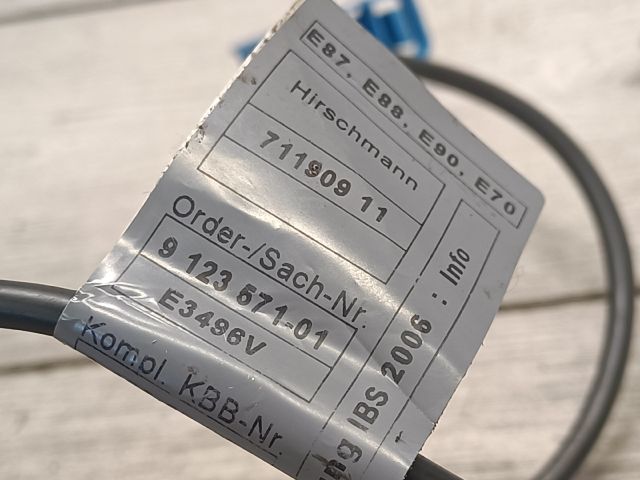 E87, E88, E90, E70
Hirschmann
711909 11
Order-/Sach-Nr.
9 123 571-01
E3496V
Kompl. KBB-Nr.
IBS 2006 : Info